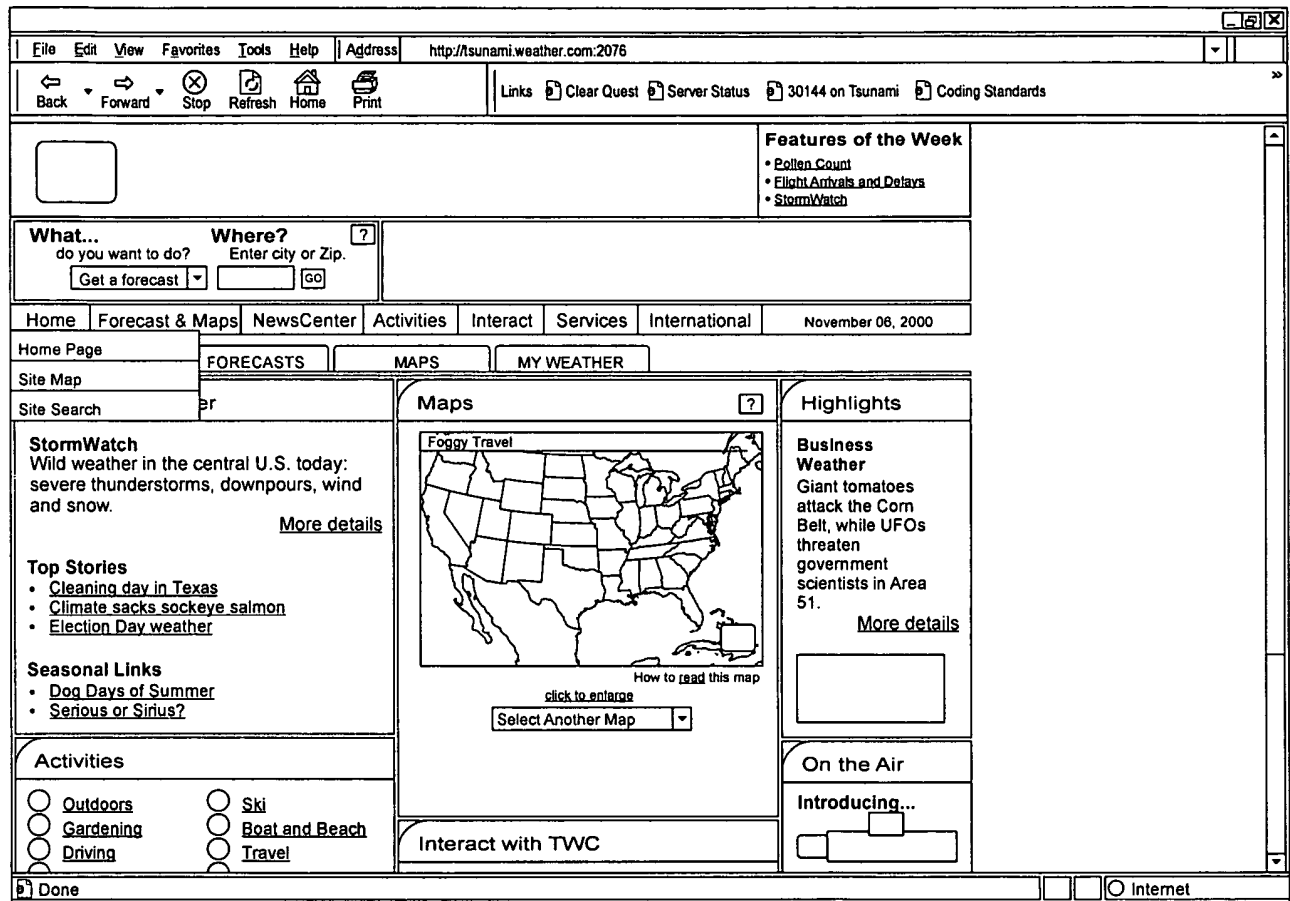 File Edit View Favorites Tools Help Address http://tsunami.weather.com:2076
Back Forward Stop Refresh Home Print
Links Clear Quest Server Status 30144 on Tsunami Coding Standards »
Features of the Week
• Pollen Count
• Flight Arrivals and Delays
• StormWatch
What... Where? ?
do you want to do? Enter city or Zip.
Get a forecast GO
Home Forecast & Maps NewsCenter Activities Interact Services International November 06, 2000
Home Page
Site Map
Site Search
FORECASTS MAPS MY WEATHER
er
StormWatch
Wild weather in the central U.S. today:
severe thunderstorms, downpours, wind
and snow.
More details
Top Stories
• Cleaning day in Texas
• Climate sacks sockeye salmon
• Election Day weather
Seasonal Links
• Dog Days of Summer
• Serious or Sirius?
Activities
Outdoors Ski
Gardening Boat and Beach
Driving Travel
Maps ?
Foggy Travel
How to read this map
click to enlarge
Select Another Map
Interact with TWC
Highlights
Business
Weather
Giant tomatoes
attack the Corn
Belt, while UFOs
threaten
government
scientists in Area
51.
More details
On the Air
Introducing...
Done Internet